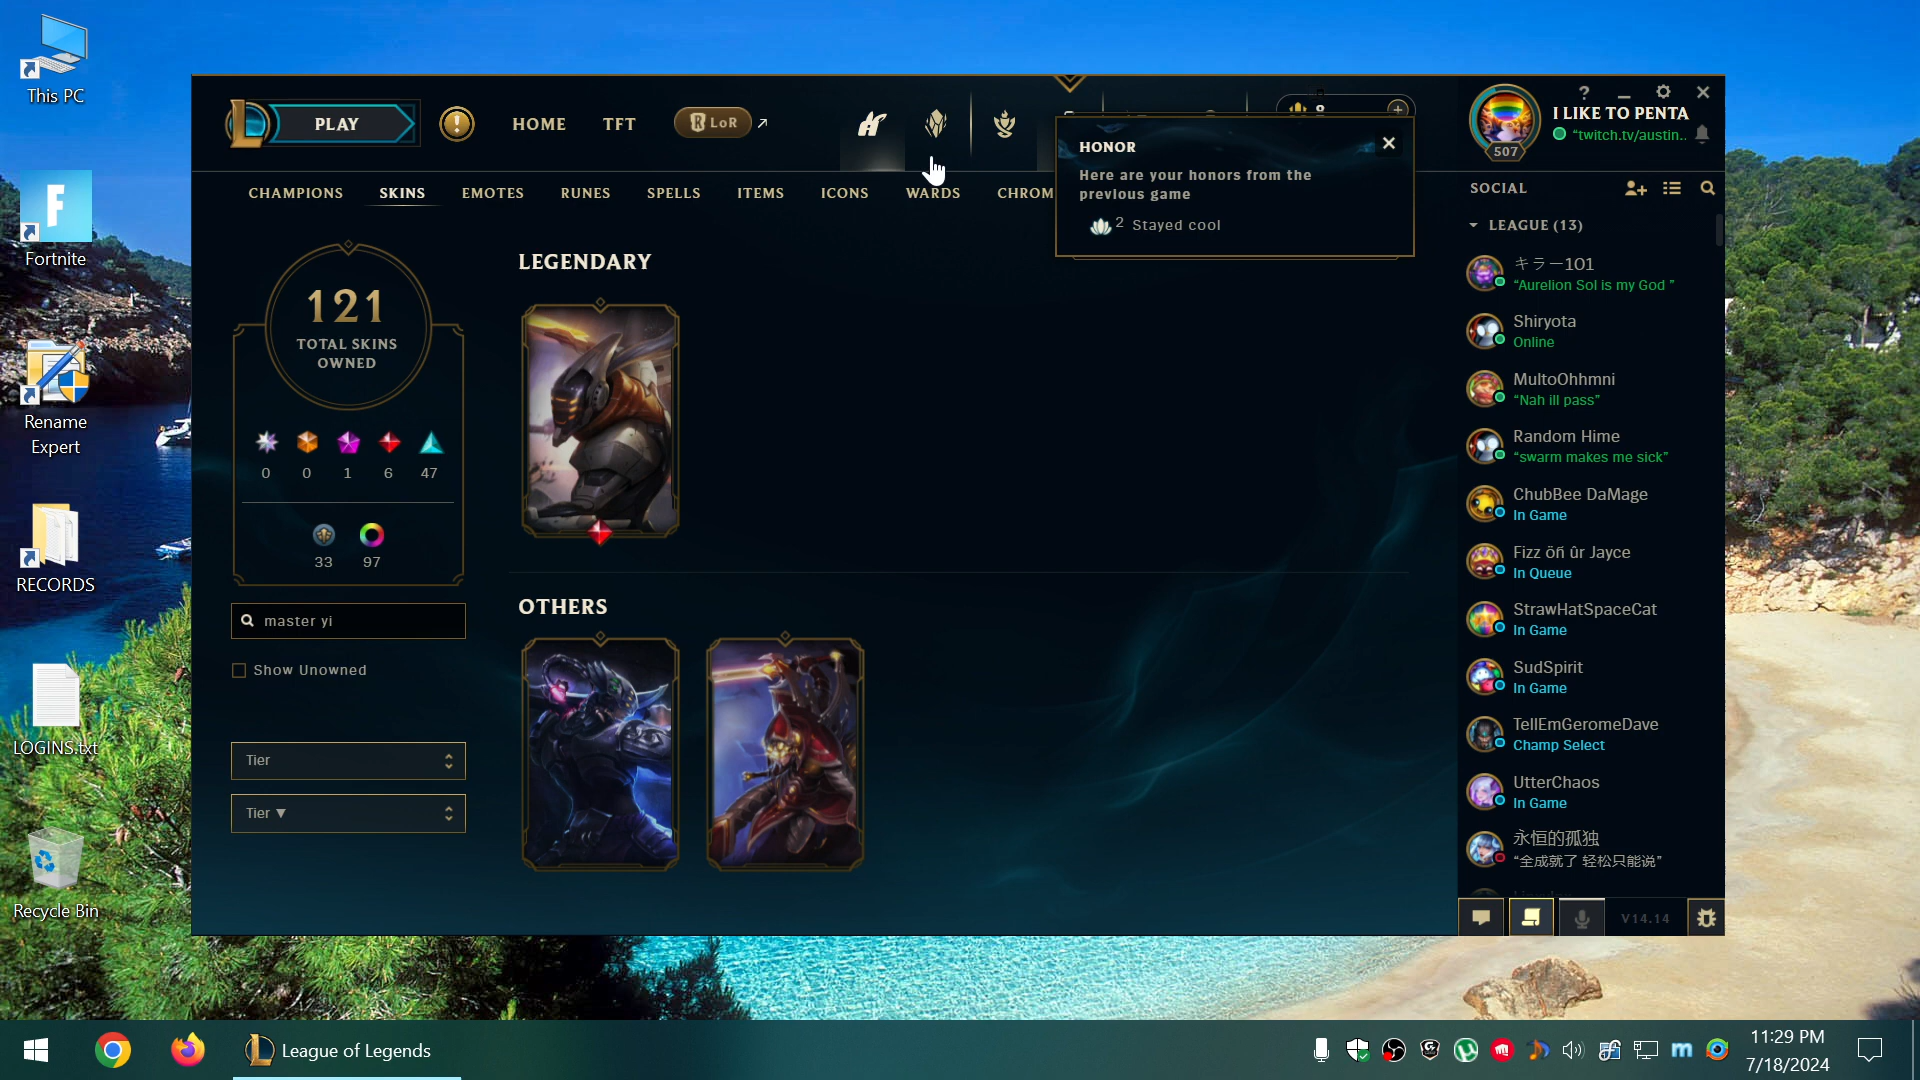 This PC
Fortnite
Rename
Expert
RECORDS
LOGINS.txt
Recycle Bin
PLAY
HOME
TFT
LoR
CHAMPIONS
SKINS
EMOTES
RUNES
SPELLS
ITEMS
ICONS
WARDS
CHROM
121
TOTAL SKINS
OWNED
0
0
1
6
47
33
97
master yi
Show Unowned
Tier
Tier ▼
LEGENDARY
OTHERS
HONOR
Here are your honors from the
previous game
2 Stayed cool
507
I LIKE TO PENTA
“twitch.tv/austin..
SOCIAL
LEAGUE (13)
キラー101
“Aurelion Sol is my God ”
Shiryota
Online
MultoOhhmni
“Nah ill pass”
Random Hime
“swarm makes me sick”
ChubBee DaMage
In Game
Fizz öñ ûr Jayce
In Queue
StrawHatSpaceCat
In Game
SudSpirit
In Game
TellEmGeromeDave
Champ Select
UtterChaos
In Game
永恒的孤独
“全成就了 轻松只能说”
V14.14
League of Legends
11:29 PM
7/18/2024